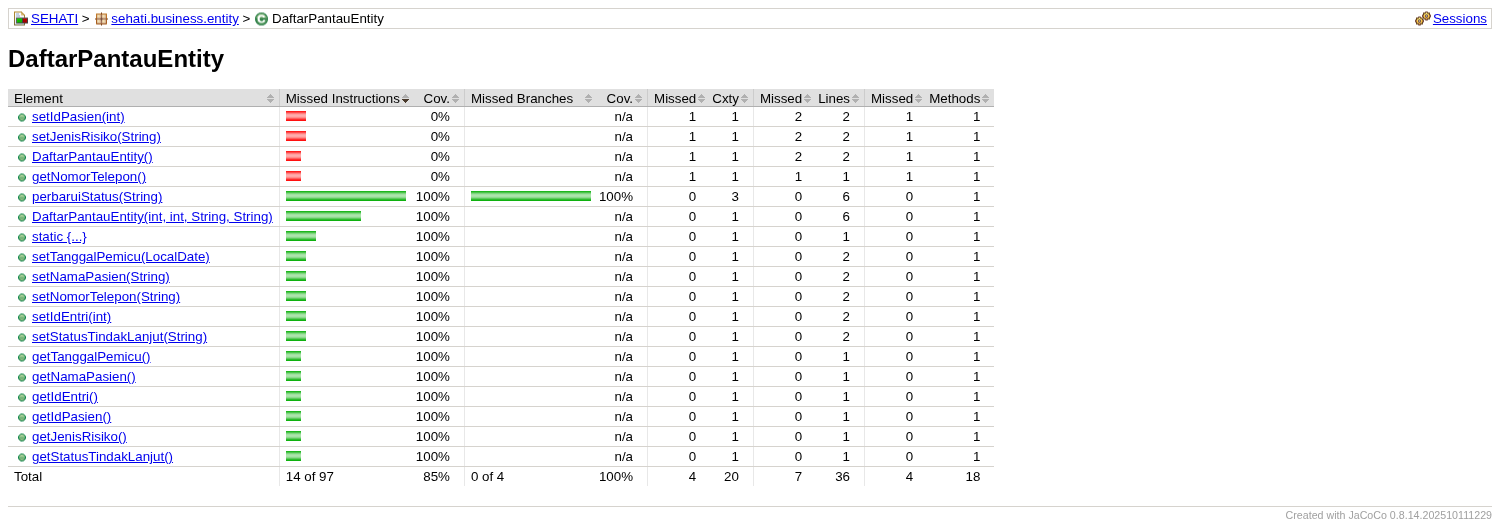 SEHATI > sehati.business.entity > DaftarPantauEntity Sessions
DaftarPantauEntity
Element Missed Instructions Cov. Missed Branches Cov. Missed Cxty Missed Lines Missed Methods
setIdPasien(int) 0% n/a 1 1 2 2 1 1
setJenisRisiko(String) 0% n/a 1 1 2 2 1 1
DaftarPantauEntity() 0% n/a 1 1 2 2 1 1
getNomorTelepon() 0% n/a 1 1 1 1 1 1
perbaruiStatus(String) 100% 100% 0 3 0 6 0 1
DaftarPantauEntity(int, int, String, String) 100% n/a 0 1 0 6 0 1
static {...} 100% n/a 0 1 0 1 0 1
setTanggalPemicu(LocalDate) 100% n/a 0 1 0 2 0 1
setNamaPasien(String) 100% n/a 0 1 0 2 0 1
setNomorTelepon(String) 100% n/a 0 1 0 2 0 1
setIdEntri(int) 100% n/a 0 1 0 2 0 1
setStatusTindakLanjut(String) 100% n/a 0 1 0 2 0 1
getTanggalPemicu() 100% n/a 0 1 0 1 0 1
getNamaPasien() 100% n/a 0 1 0 1 0 1
getIdEntri() 100% n/a 0 1 0 1 0 1
getIdPasien() 100% n/a 0 1 0 1 0 1
getJenisRisiko() 100% n/a 0 1 0 1 0 1
getStatusTindakLanjut() 100% n/a 0 1 0 1 0 1
Total 14 of 97 85% 0 of 4 100% 4 20 7 36 4 18
Created with JaCoCo 0.8.14.202510111229